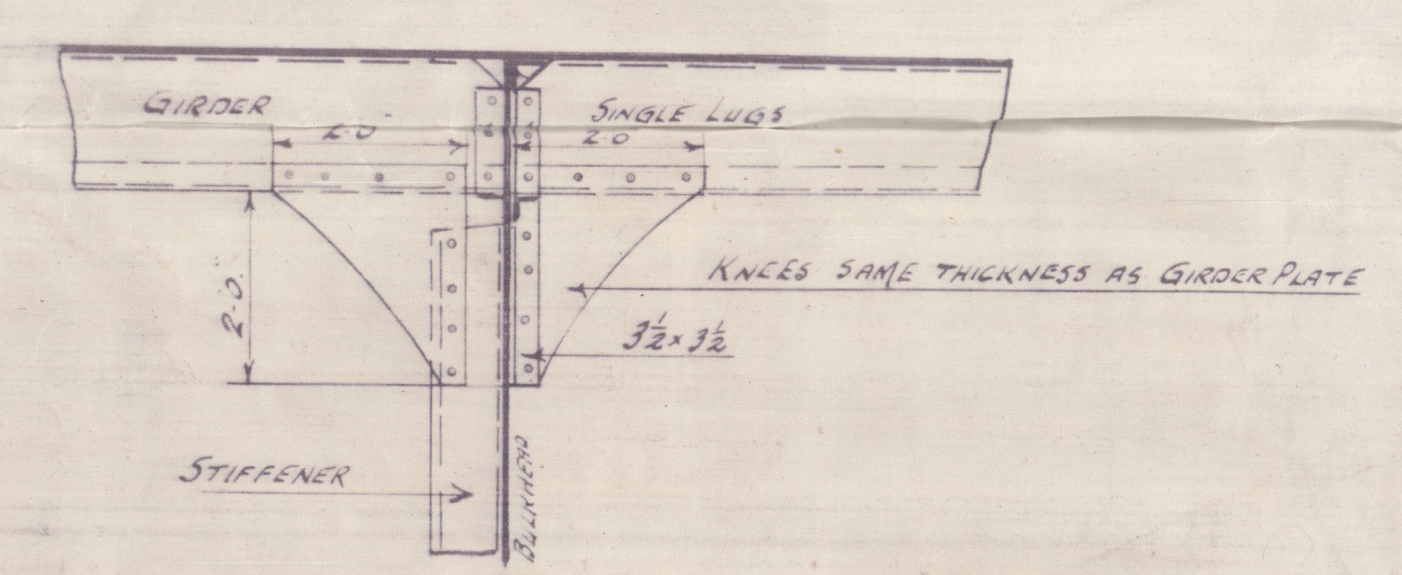 GIRDER
SINGLE LUGS
2-0
2-0
KNEES SAME THICKNESS AS GIRDER PLATE
2-0"
3½ x 3½
STIFFENER
BULKHEAD